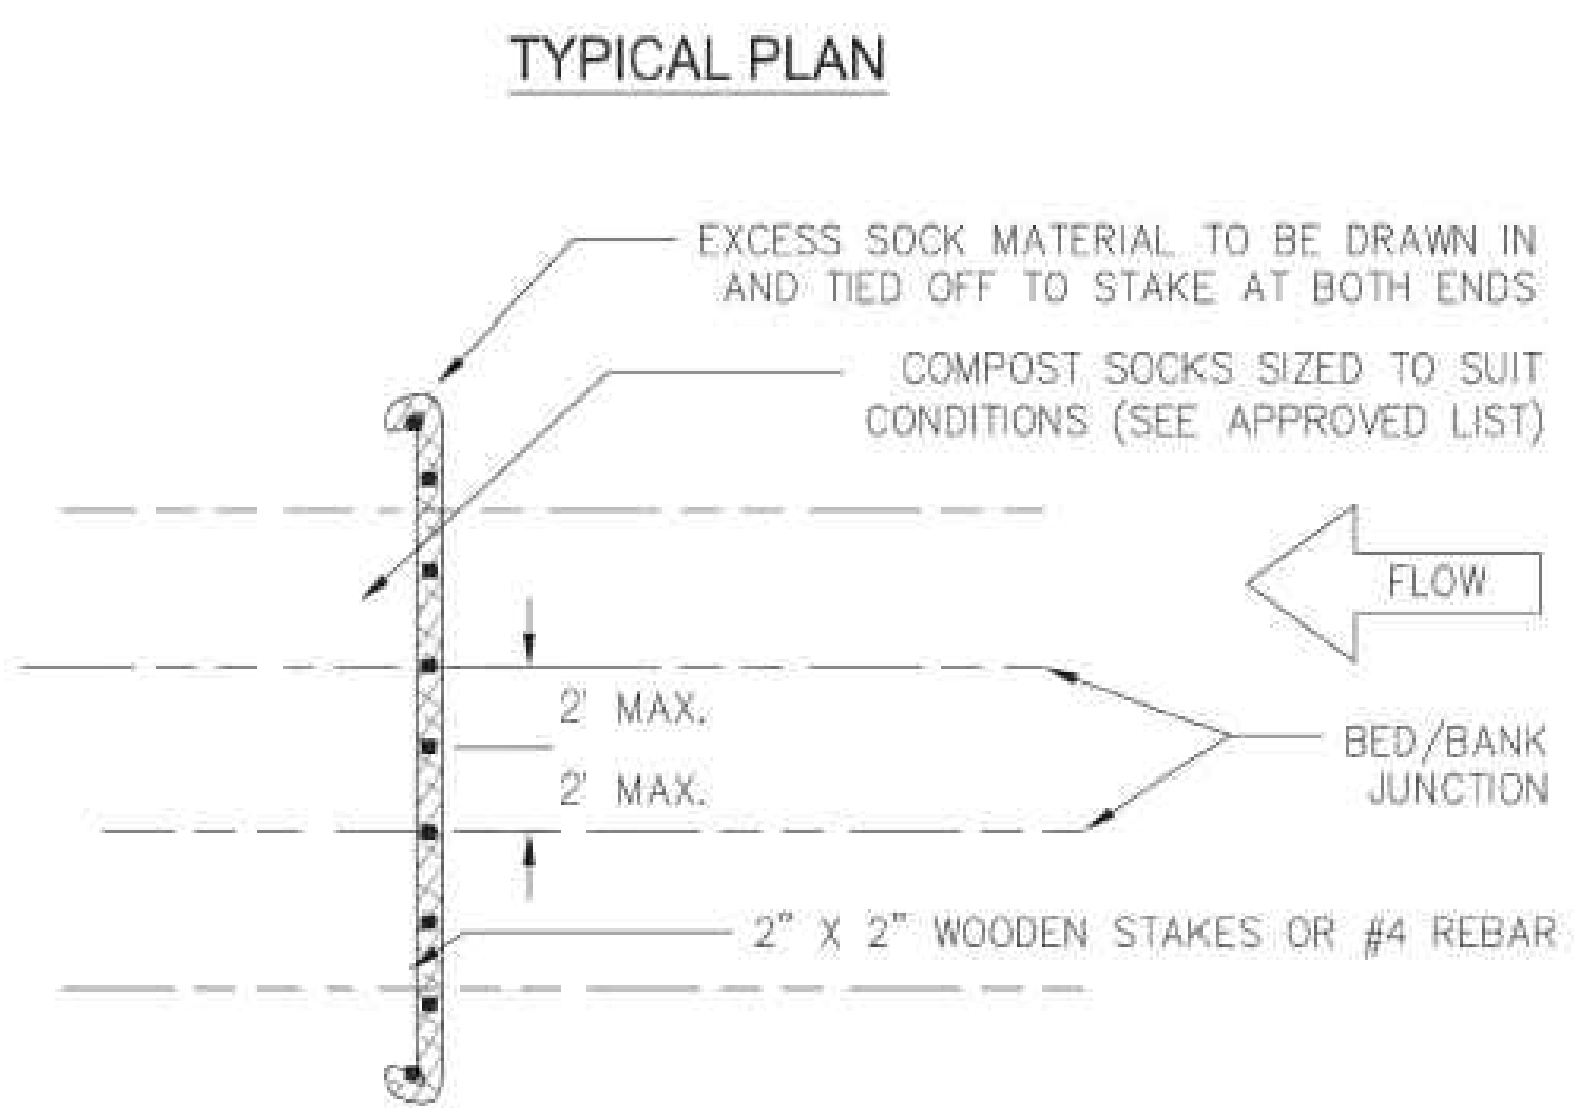 TYPICAL PLAN
EXCESS SOCK MATERIAL TO BE DRAWN IN
AND TIED OFF TO STAKE AT BOTH ENDS
COMPOST SOCKS SIZED TO SUIT
CONDITIONS (SEE APPROVED LIST)
FLOW
2' MAX.
BED/BANK
JUNCTION
2' MAX.
2" X 2" WOODEN STAKES OR #4 REBAR